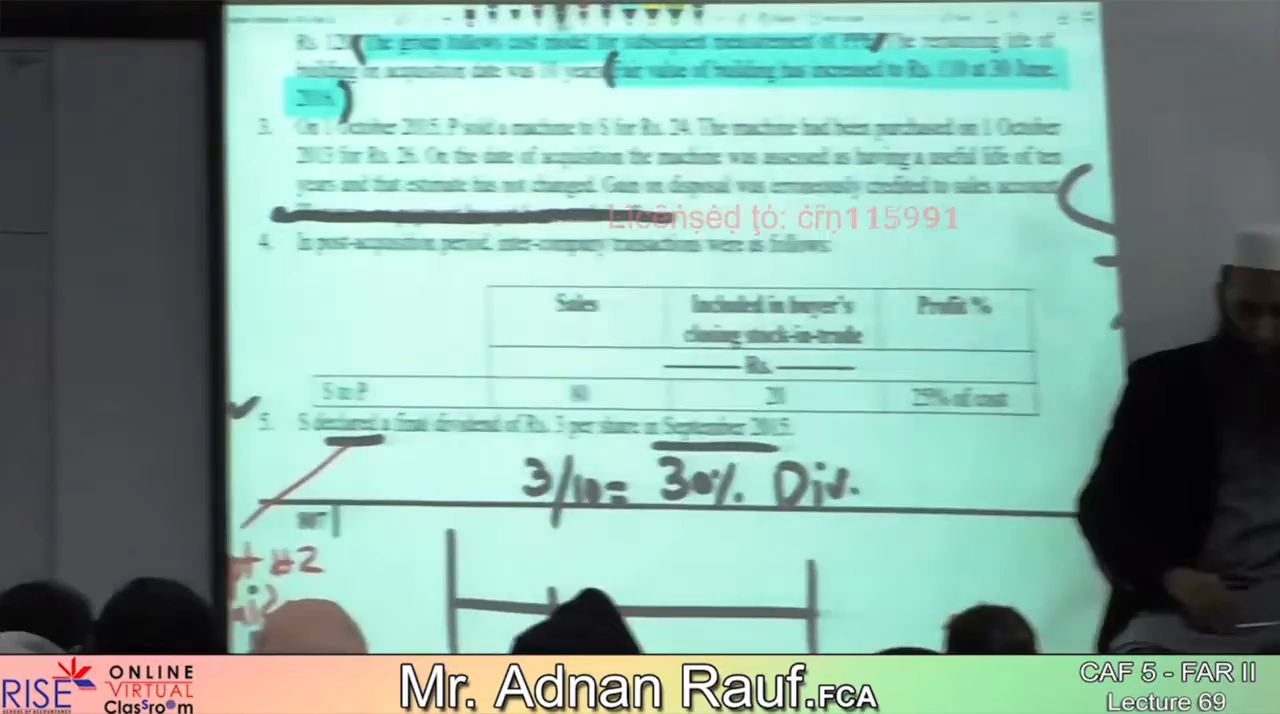 Rs. 120 The group follows cost model for subsequent measurement of PPE The remaining life of
building on acquisition date was 10 years fair value of building has increased to Rs. 110 at 30 June,
2016
3. On 1 October 2015, P sold a machine to S for Rs. 24. The machine had been purchased on 1 October
2013 for Rs. 26. On the date of acquisition the machine was assessed as having a useful life of ten
years and that estimate has not changed. Gain on disposal was erroneously credited to sales account
Lïcėṅṣėḋ ţȯ: ċȓṇ115991
4. In post-acquisition period, inter-company transactions were as follows:
Sales Included in buyer's closing stock-in-trade Profit %
Rs.
S to P 80 20 25% of cost
5. S declared a final dividend of Rs. 3 per share in September 2015.
3/10 = 30% Div.
#2
RISE
ONLINE
VIRTUAL
Classroom
Mr. Adnan Rauf.FCA
CAF 5 - FAR II
Lecture 69